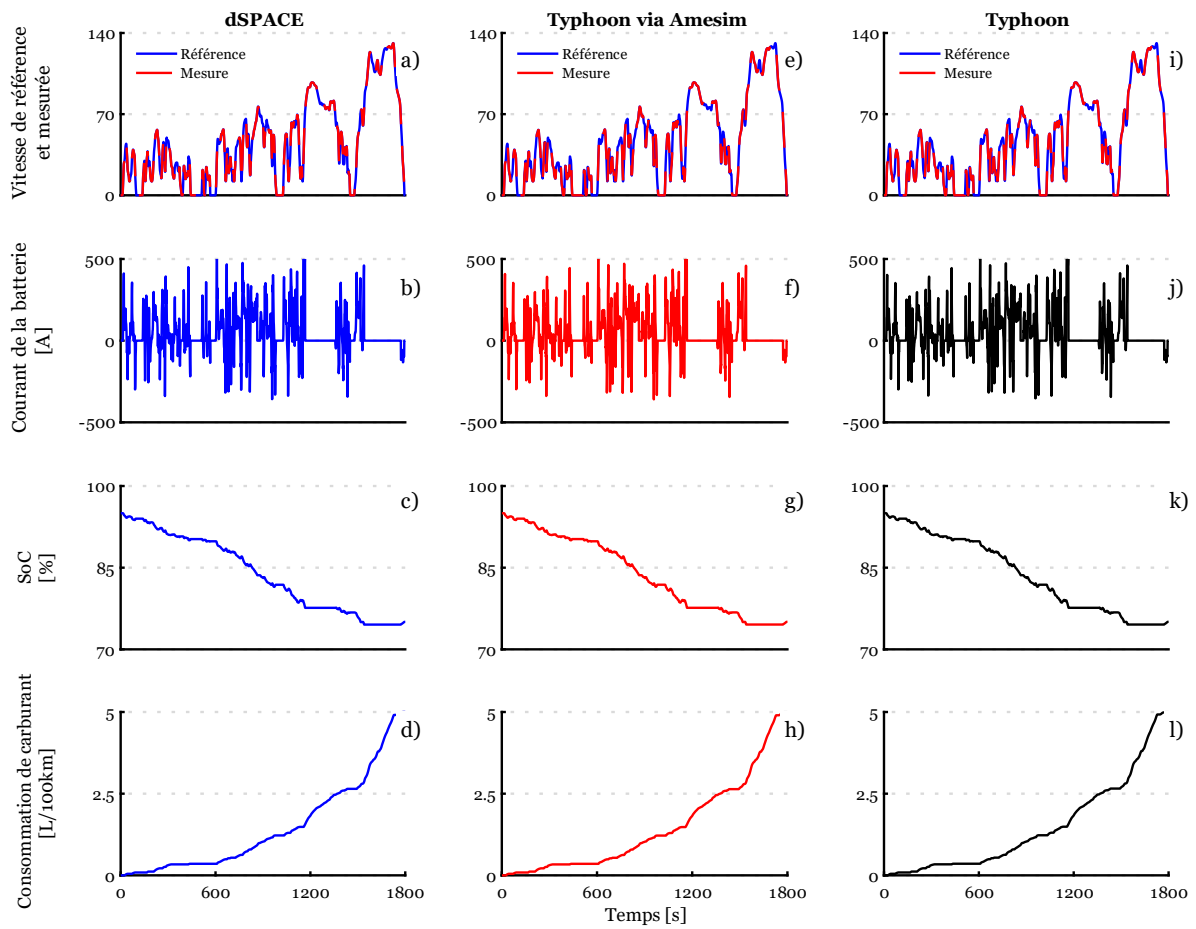 dSPACE
Typhoon via Amesim
Typhoon
Vitesse de référence
et mesurée
140
70
0
Référence
Mesure
a)
140
70
0
Référence
Mesure
e)
140
70
0
Référence
Mesure
i)
Courant de la batterie
[A]
500
0
-500
b)
500
0
-500
f)
500
0
-500
j)
SoC
[%]
100
85
70
c)
100
85
70
g)
100
85
70
k)
Consommation de carburant
[L/100km]
5
2.5
0
d)
0 600 1200 1800
5
2.5
0
h)
0 600 1200 1800
5
2.5
0
l)
0 600 1200 1800
Temps [s]